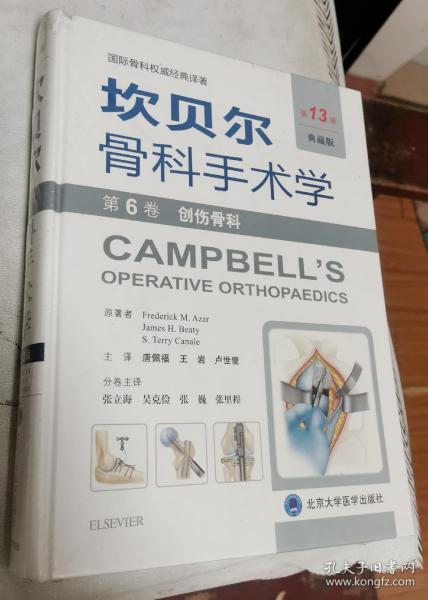 国际骨科权威经典译著
坎贝尔
骨科手术学
第13版
典藏版
第6卷 创伤骨科
CAMPBELL'S
OPERATIVE ORTHOPAEDICS
原著者 Frederick M. Azar
James H. Beaty
S. Terry Canale
主译 唐佩福 王岩 卢世璧
分卷主译
张立海 吴克俭 张巍 张里程
ELSEVIER
北京大学医学出版社
孔夫子旧书网
www.kongfz.com